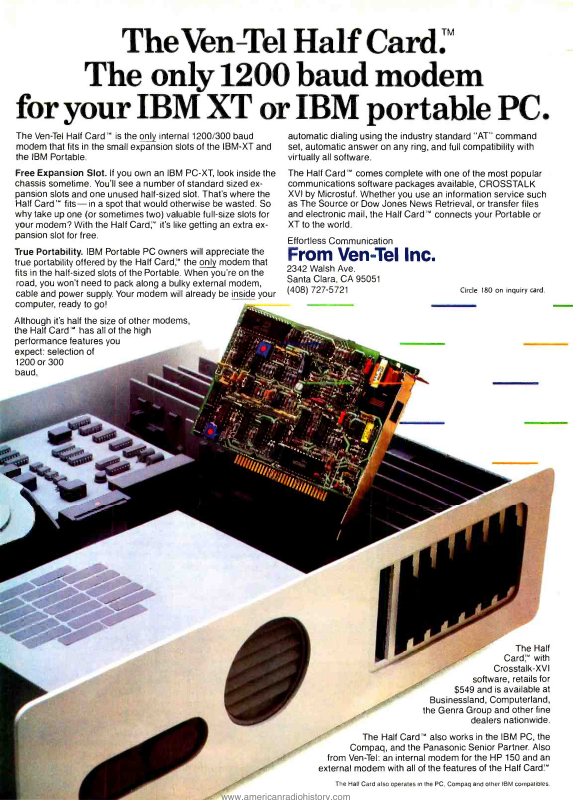 The Ven-Tel Half Card.™
The only 1200 baud modem
for your IBM XT or IBM portable PC.
The Ven-Tel Half Card™ is the only internal 1200/300 baud
modem that fits in the small expansion slots of the IBM-XT and
the IBM Portable.
Free Expansion Slot. If you own an IBM PC-XT, look inside the
chassis sometime. You'll see a number of standard sized ex-
pansion slots and one unused half-sized slot. That's where the
Half Card™ fits—in a spot that would otherwise be wasted. So
why take up one (or sometimes two) valuable full-size slots for
your modem? With the Half Card,™ it's like getting an extra ex-
pansion slot for free.
True Portability. IBM Portable PC owners will appreciate the
true portability offered by the Half Card,™ the only modem that
fits in the half-sized slots of the Portable. When you're on the
road, you won't need to pack along a bulky external modem,
cable and power supply. Your modem will already be inside your
computer, ready to go!
Although it's half the size of other modems,
the Half Card™ has all of the high
performance features you
expect: selection of
1200 or 300
baud,
automatic dialing using the industry standard "AT" command
set, automatic answer on any ring, and full compatibility with
virtually all software.
The Half Card™ comes complete with one of the most popular
communications software packages available, CROSSTALK
XVI by Microstuf. Whether you use an information service such
as The Source or Dow Jones News Retrieval, or transfer files
and electronic mail, the Half Card™ connects your Portable or
XT to the world.
Effortless Communication
From Ven-Tel Inc.
2342 Walsh Ave.
Santa Clara, CA 95051
(408) 727-5721
Circle 180 on inquiry card.
The Half
Card,™ with
Crosstalk-XVI
software, retails for
$549 and is available at
Businessland, Computerland,
the Genra Group and other fine
dealers nationwide.
The Half Card™ also works in the IBM PC, the
Compaq, and the Panasonic Senior Partner. Also
from Ven-Tel: an internal modem for the HP 150 and an
external modem with all of the features of the Half Card.™
The Half Card also operates in the PC, Compaq and other IBM compatibles.
www.americanradiohistory.com